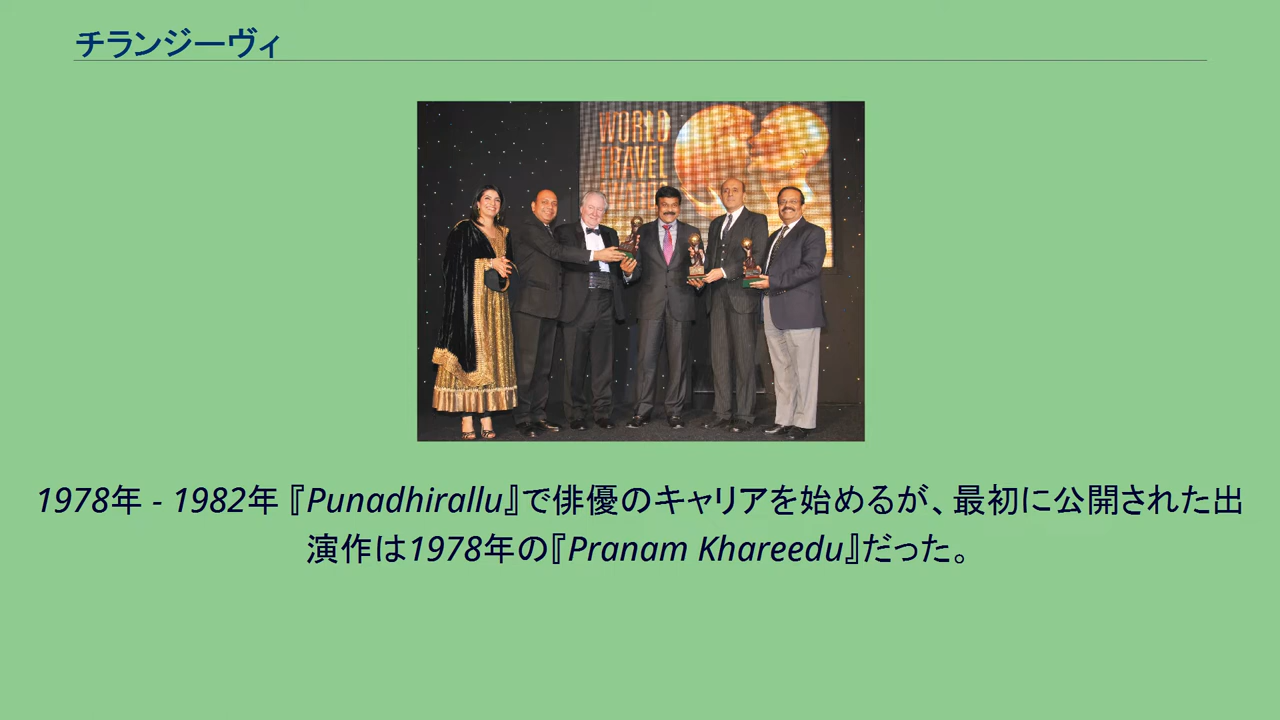 チランジーヴィ
WORLD
TRAVEL
1978年 - 1982年 『Punadhirallu』で俳優のキャリアを始めるが、最初に公開された出
演作は1978年の『Pranam Khareedu』だった。